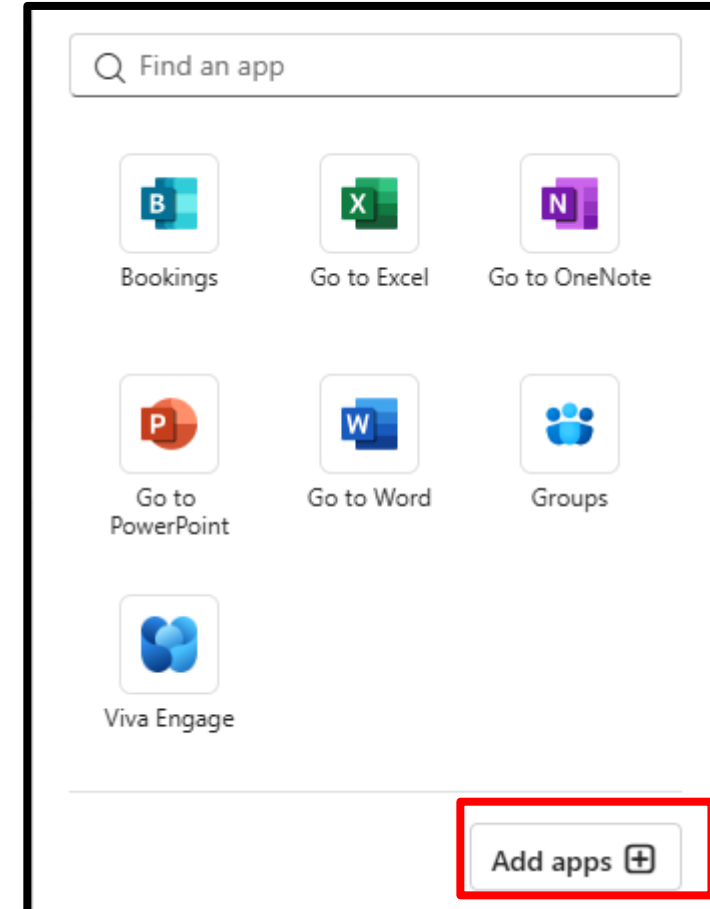 Find an app
B
X
N
Bookings
Go to Excel
Go to OneNote
P
W
Go to
PowerPoint
Go to Word
Groups
Viva Engage
Add apps